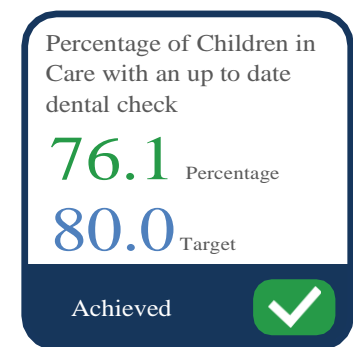 Percentage of Children in
Care with an up to date
dental check
76.1 Percentage
80.0 Target
Achieved